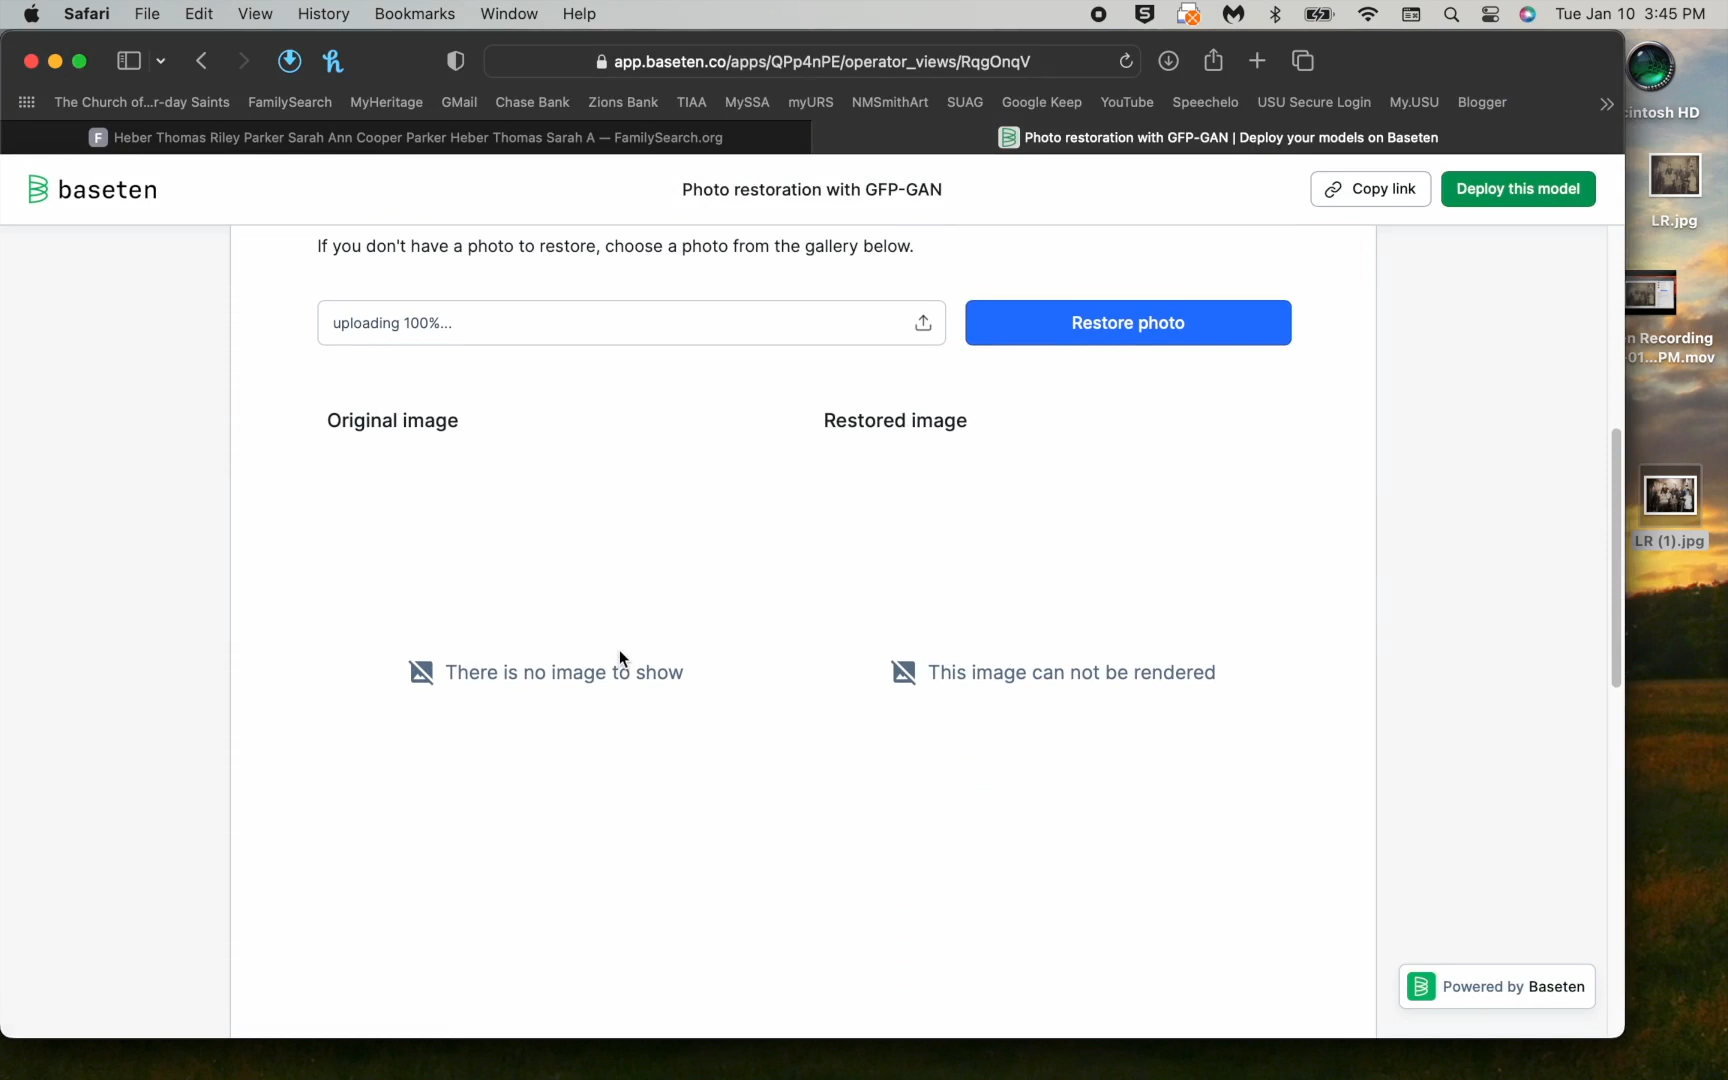 Safari File Edit View History Bookmarks Window Help Tue Jan 10 3:45 PM
app.baseten.co/apps/QPp4nPE/operator_views/RqgOnqV
The Church of...r-day Saints FamilySearch MyHeritage GMail Chase Bank Zions Bank TIAA MySSA myURS NMSmithArt SUAG Google Keep YouTube Speechelo USU Secure Login My.USU Blogger
cintosh HD
F Heber Thomas Riley Parker Sarah Ann Cooper Parker Heber Thomas Sarah A — FamilySearch.org
Photo restoration with GFP-GAN | Deploy your models on Baseten
baseten
Photo restoration with GFP-GAN
Copy link
Deploy this model
LR.jpg
If you don't have a photo to restore, choose a photo from the gallery below.
uploading 100%...
Restore photo
n Recording
-01...PM.mov
Original image
Restored image
LR (1).jpg
There is no image to show
This image can not be rendered
Powered by Baseten